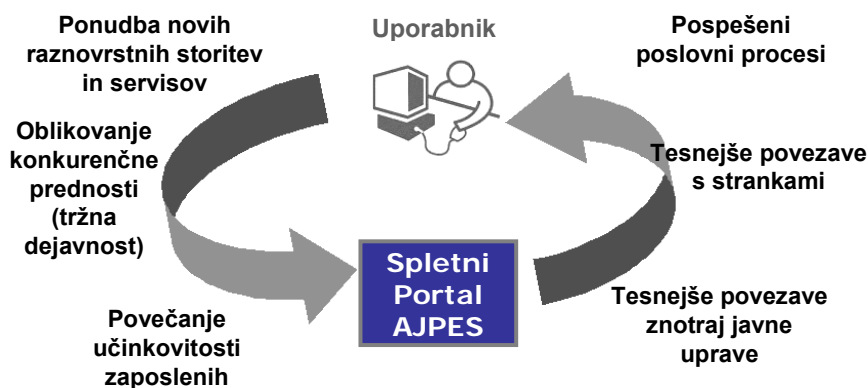 Ponudba novih
raznovrstnih storitev
in servisov
Oblikovanje
konkurenčne
prednosti
(tržna
dejavnost)
Povečanje
učinkovitosti
zaposlenih
Uporabnik
Spletni
Portal
AJPES
Pospešeni
poslovni procesi
Tesnejše povezave
s strankami
Tesnejše povezave
znotraj javne
uprave